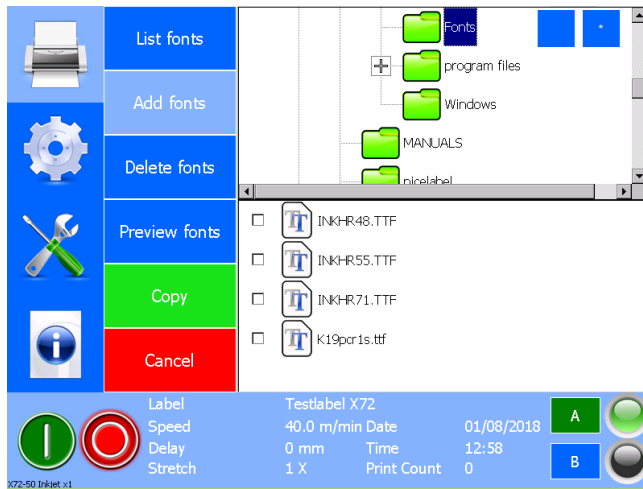 List fonts
Add fonts
Delete fonts
Preview fonts
Copy
Cancel
Fonts
*
program files
Windows
MANUALS
nicelabel
INKHR48.TTF
INKHR55.TTF
INKHR71.TTF
K19pcr1s.ttf
Label Testlabel X72
Speed 40.0 m/min Date 01/08/2018
Delay 0 mm Time 12:58
Stretch 1 X Print Count 0
A
B
X72-50 Inkjet x1